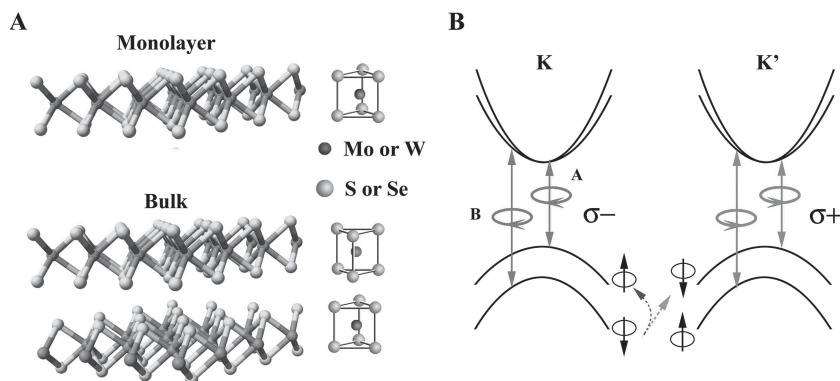 A
Monolayer
Mo or W
S or Se
Bulk
B
K
K’
A
B
σ−
σ+